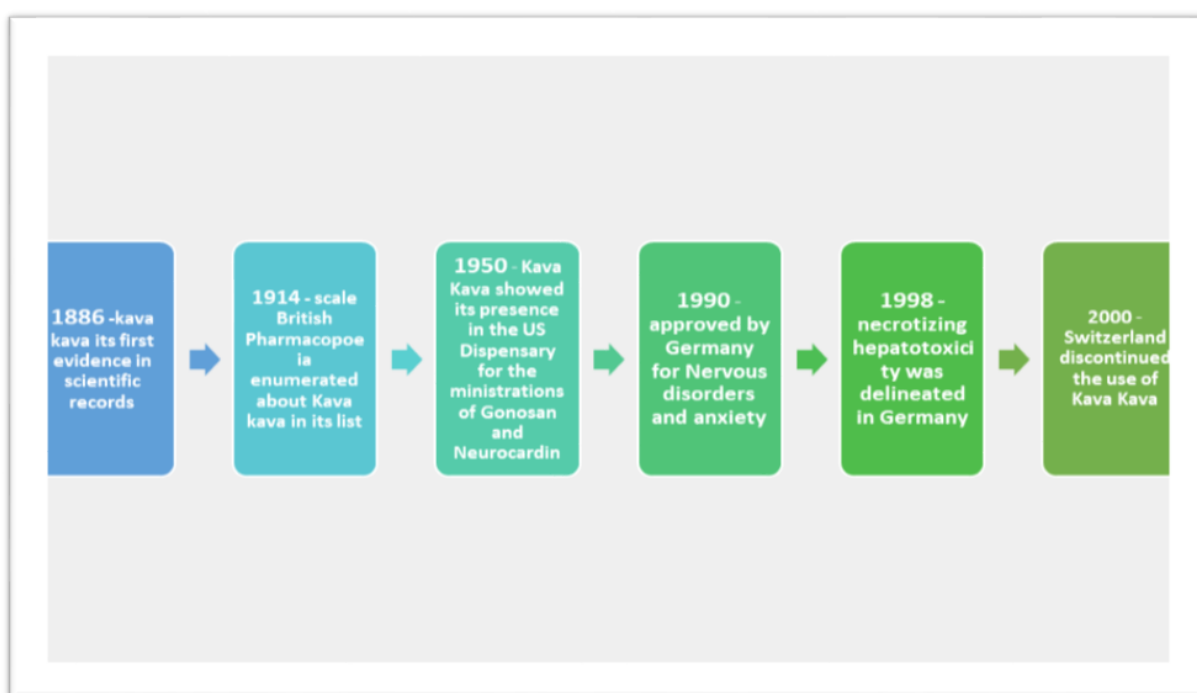 1886 -kava
kava its first
evidence in
scientific
records
1914 - scale
British
Pharmacopoe
ia
enumerated
about Kava
kava in its list
1950 - Kava
Kava showed
its presence
in the US
Dispensary
for the
ministrations
of Gonosan
and
Neurocardin
1990 -
approved by
Germany
for Nervous
disorders
and anxiety
1998 -
necrotizing
hepatotoxici
ty was
delineated
in Germany
2000 -
Switzerland
discontinued
the use of
Kava Kava